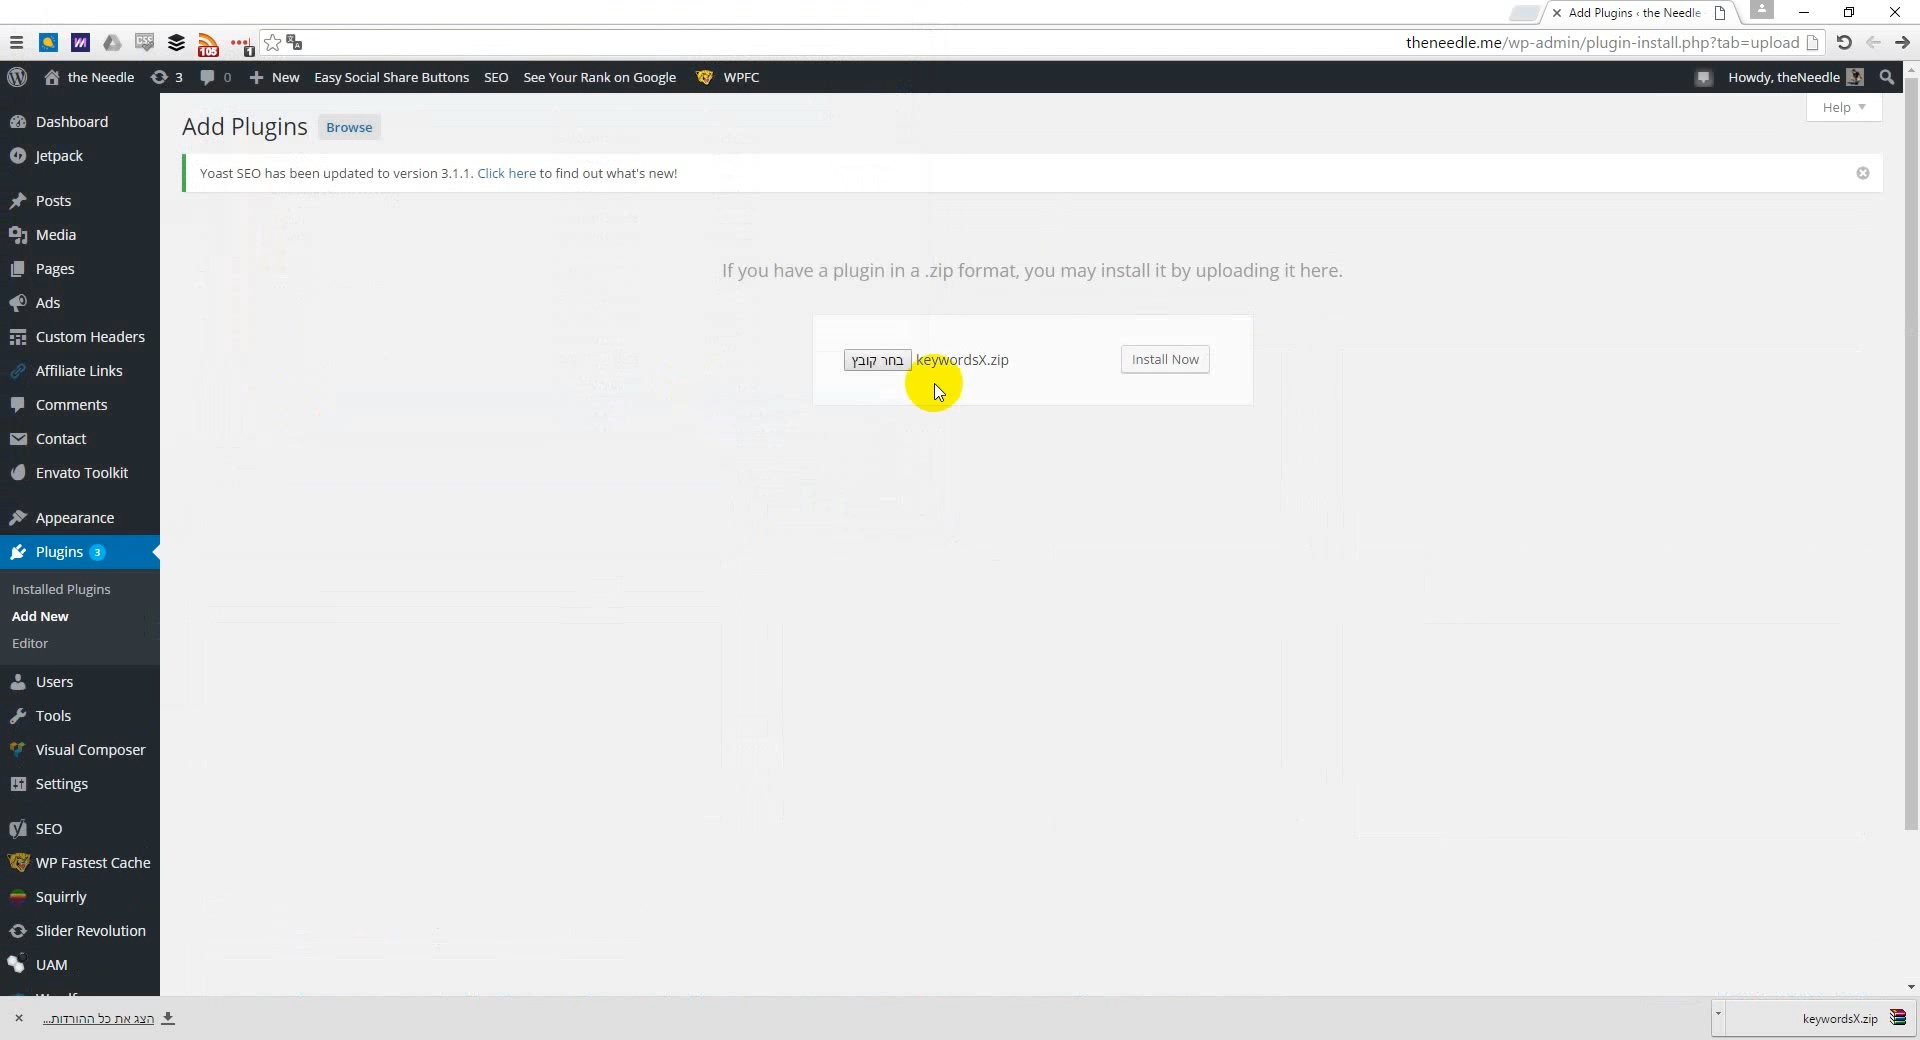 Add Plugins ‹ the Needle
105
1
theneedle.me/wp-admin/plugin-install.php?tab=upload
the Needle 3 0 New Easy Social Share Buttons SEO See Your Rank on Google WPFC Howdy, theNeedle
Help
Dashboard
Jetpack
Posts
Media
Pages
Ads
Custom Headers
Affiliate Links
Comments
Contact
Envato Toolkit
Appearance
Plugins 3
Installed Plugins
Add New
Editor
Users
Tools
Visual Composer
Settings
SEO
WP Fastest Cache
Squirrly
Slider Revolution
UAM
Add Plugins Browse
Yoast SEO has been updated to version 3.1.1. Click here to find out what's new!
If you have a plugin in a .zip format, you may install it by uploading it here.
בחר קובץ keywordsX.zip Install Now
הצג את כל ההורדות...
keywordsX.zip